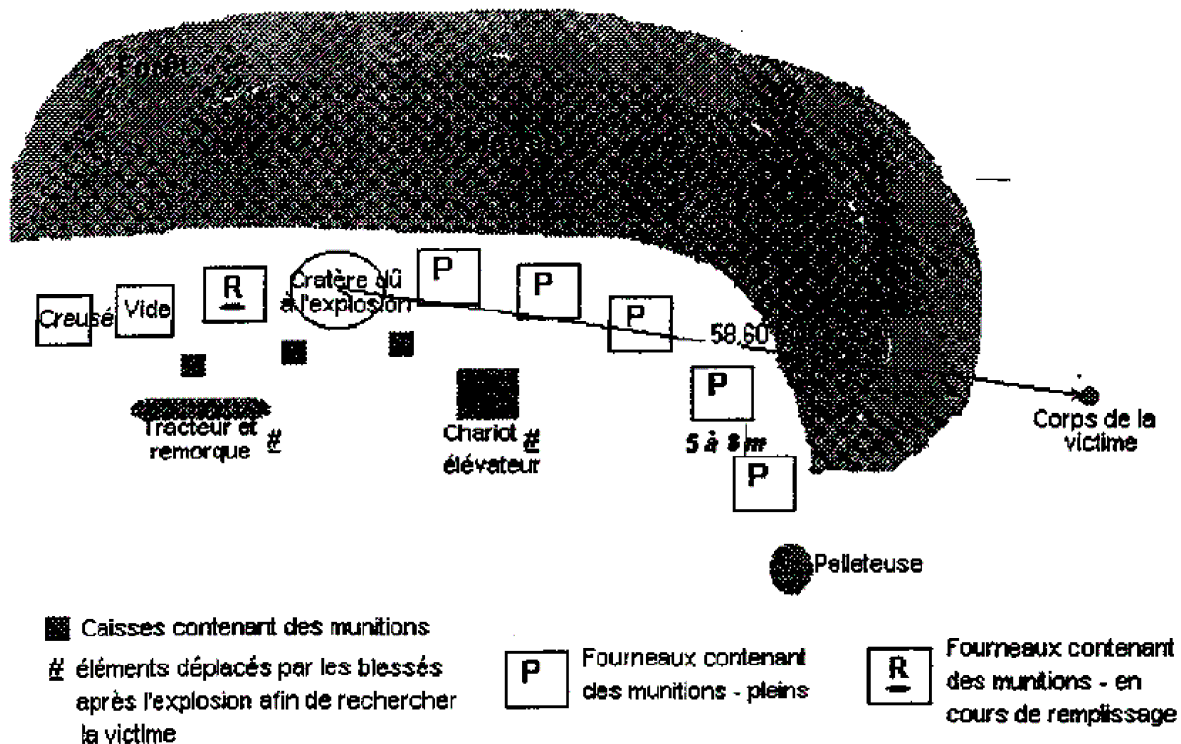 Forêt
R
Cratère dû
à l'explosion
P
P
P
Creusé
Vide
58,60
P
Tracteur et
remorque #
Chariot #
élévateur
5 à 8 m
P
Corps de la
victime
Pelleteuse
Caisses contenant des munitions
# éléments déplacés par les blessés
après l'explosion afin de rechercher
la victime
P
Fourneaux contenant
des munitions - pleins
R
Fourneaux contenant
des munitions - en
cours de remplissage